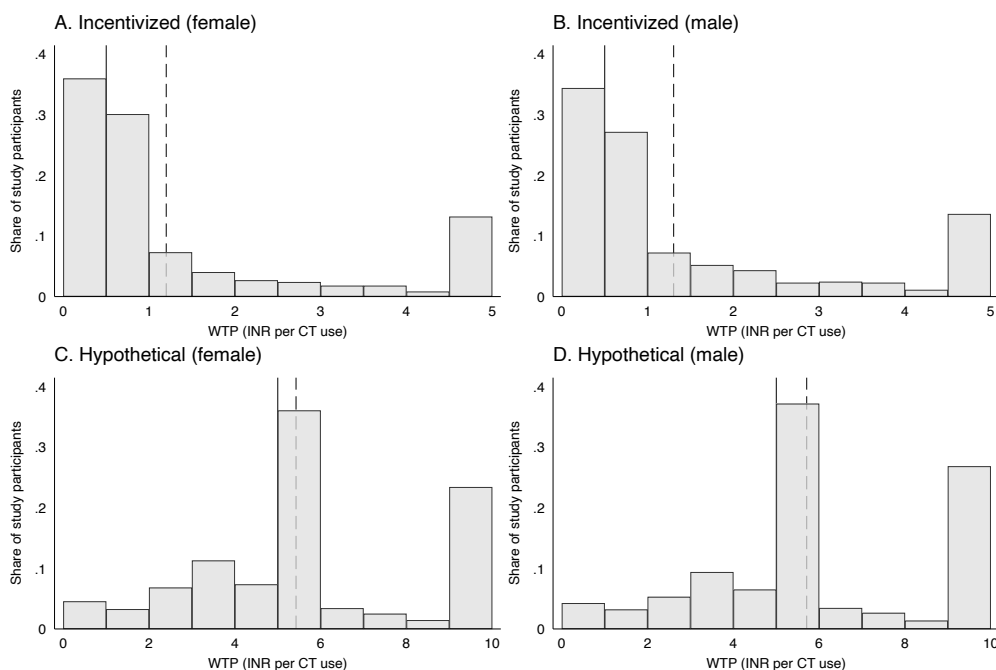 A. Incentivized (female)
.4
.3
.2
.1
0
Share of study participants
0 1 2 3 4 5
WTP (INR per CT use)
B. Incentivized (male)
.4
.3
.2
.1
0
Share of study participants
0 1 2 3 4 5
WTP (INR per CT use)
C. Hypothetical (female)
.4
.3
.2
.1
0
Share of study participants
0 2 4 6 8 10
WTP (INR per CT use)
D. Hypothetical (male)
.4
.3
.2
.1
0
Share of study participants
0 2 4 6 8 10
WTP (INR per CT use)